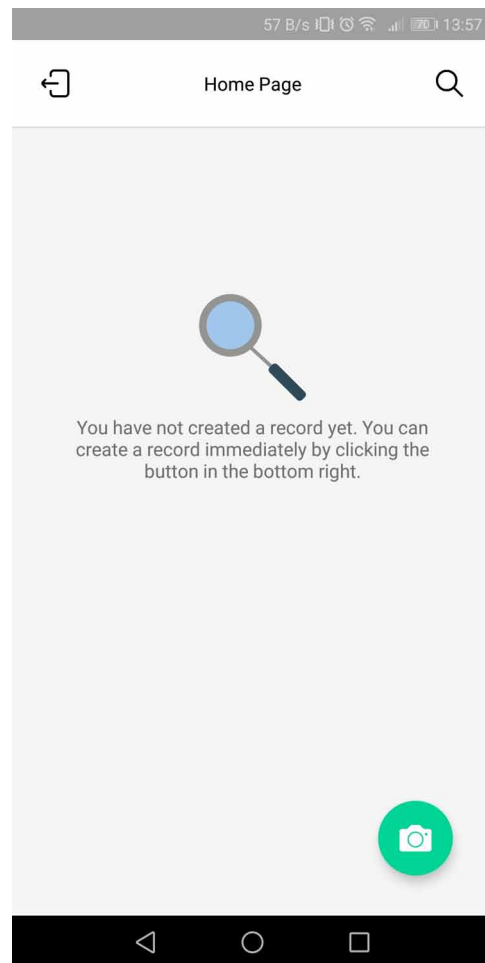 57 B/s 70 13:57
Home Page
You have not created a record yet. You can
create a record immediately by clicking the
button in the bottom right.